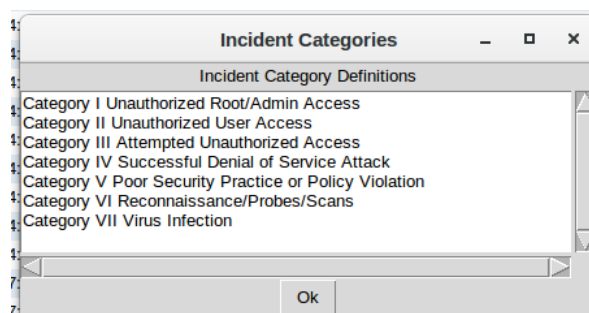 Incident Categories
Incident Category Definitions
Category I Unauthorized Root/Admin Access
Category II Unauthorized User Access
Category III Attempted Unauthorized Access
Category IV Successful Denial of Service Attack
Category V Poor Security Practice or Policy Violation
Category VI Reconnaissance/Probes/Scans
Category VII Virus Infection
Ok